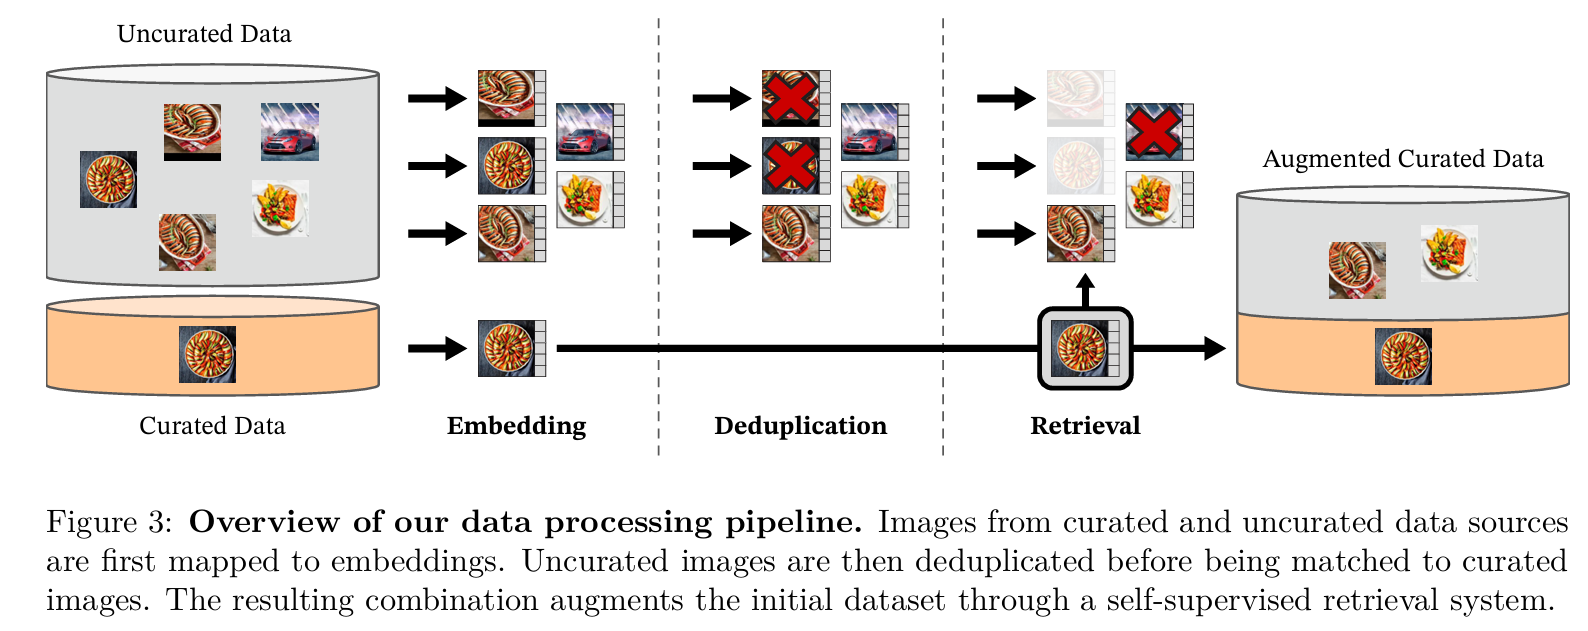 Uncurated Data
Augmented Curated Data
Curated Data
Embedding
Deduplication
Retrieval
Figure 3: Overview of our data processing pipeline. Images from curated and uncurated data sources
are first mapped to embeddings. Uncurated images are then deduplicated before being matched to curated
images. The resulting combination augments the initial dataset through a self-supervised retrieval system.